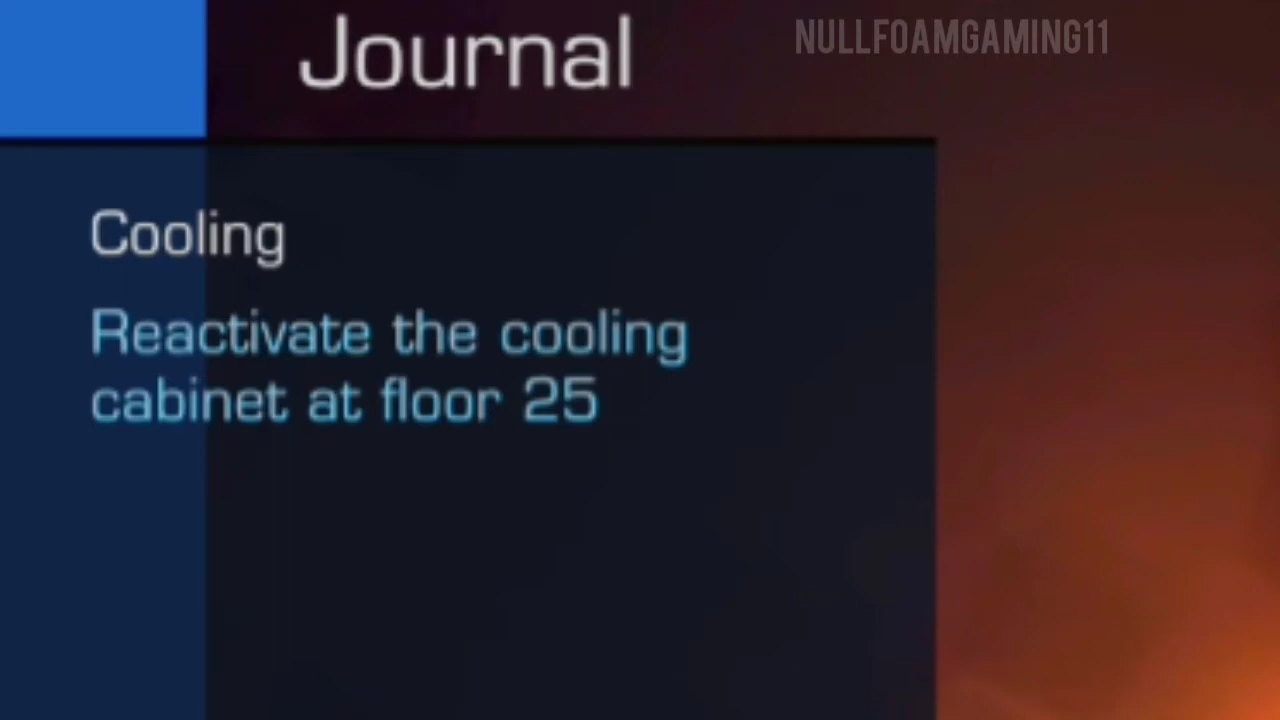 Journal
NULLFOAMGAMING11
Cooling
Reactivate the cooling
cabinet at floor 25